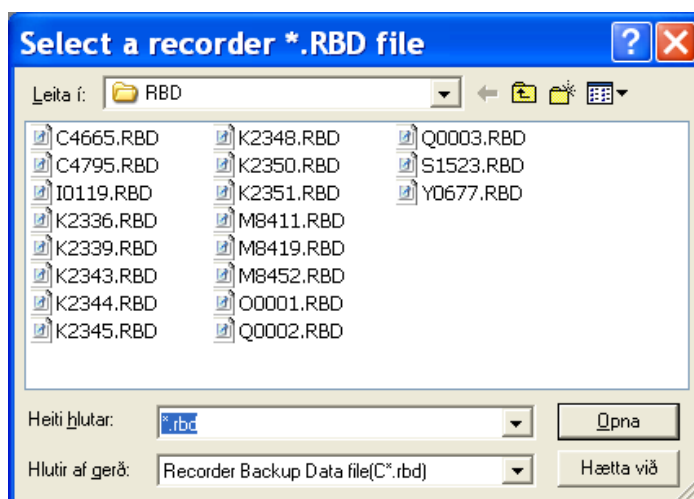 Select a recorder *.RBD file
Leita í: RBD
C4665.RBD K2348.RBD Q0003.RBD
C4795.RBD K2350.RBD S1523.RBD
I0119.RBD K2351.RBD Y0677.RBD
K2336.RBD M8411.RBD
K2339.RBD M8419.RBD
K2343.RBD M8452.RBD
K2344.RBD O0001.RBD
K2345.RBD Q0002.RBD
Heiti hlutar: *.rbd Opna
Hlutir af gerð: Recorder Backup Data file(C*.rbd) Hætta við